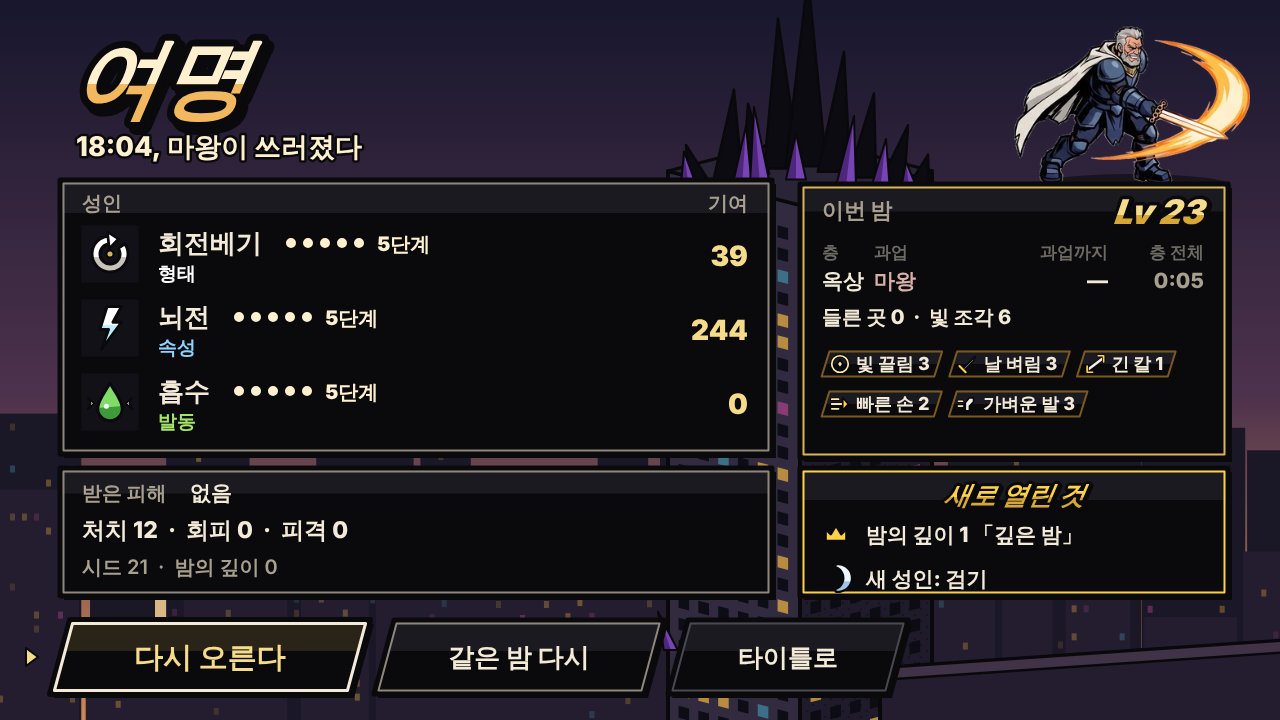 여명
18:04, 마왕이 쓰러졌다
성인 기여
회전베기 5단계 39
형태
뇌전 5단계 244
속성
흡수 5단계 0
발동
받은 피해 없음
처치 12 · 회피 0 · 피격 0
시드 21 · 밤의 깊이 0
이번 밤 Lv 23
층 과업 과업까지 층 전체
옥상 마왕 — 0:05
들른 곳 0 · 빛 조각 6
빛 끌림 3 날 벼림 3 긴 칼 1
빠른 손 2 가벼운 발 3
새로 열린 것
밤의 깊이 1 「깊은 밤」
새 성인: 검기
다시 오른다 같은 밤 다시 타이틀로